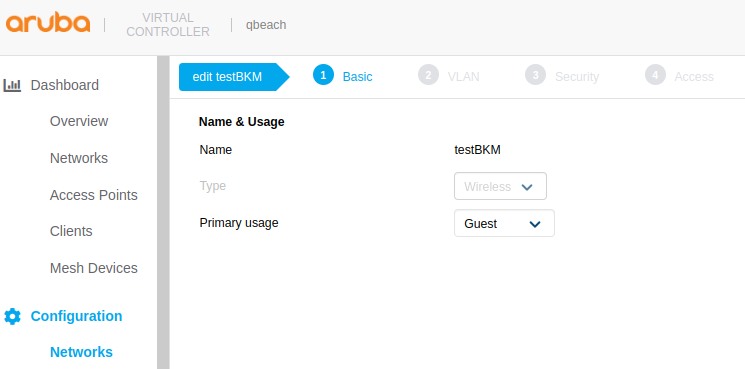 aruba
VIRTUAL
CONTROLLER
qbeach
Dashboard
Overview
Networks
Access Points
Clients
Mesh Devices
Configuration
Networks
edit testBKM
1 Basic
2 VLAN
3 Security
4 Access
Name & Usage
Name testBKM
Type Wireless
Primary usage Guest